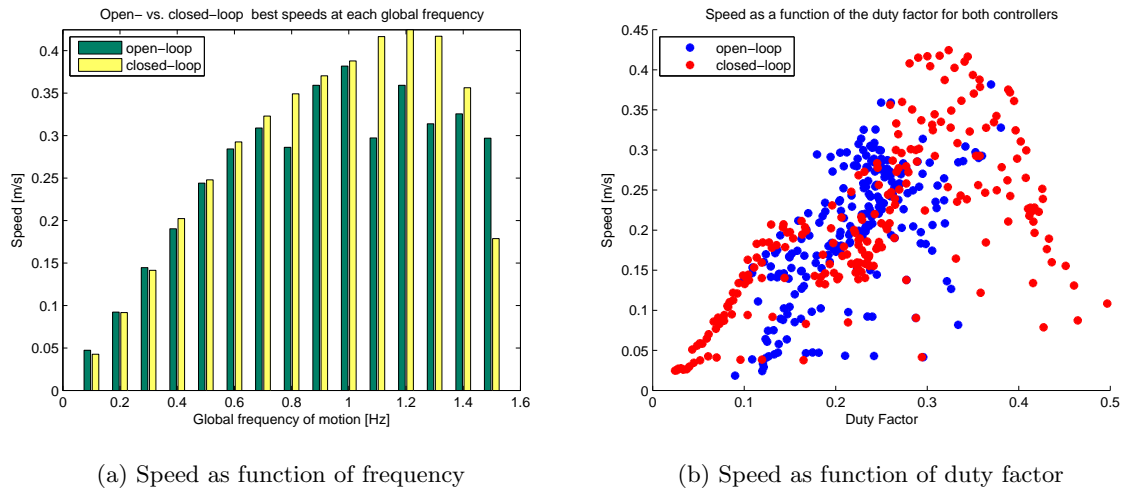 Open− vs. closed−loop best speeds at each global frequency
open−loop
closed−loop
Speed [m/s]
0.4
0.35
0.3
0.25
0.2
0.15
0.1
0.05
0
0 0.2 0.4 0.6 0.8 1 1.2 1.4 1.6
Global frequency of motion [Hz]
(a) Speed as function of frequency
Speed as a function of the duty factor for both controllers
open−loop
closed−loop
Speed [m/s]
0.45
0.4
0.35
0.3
0.25
0.2
0.15
0.1
0.05
0
0 0.1 0.2 0.3 0.4 0.5
Duty Factor
(b) Speed as function of duty factor